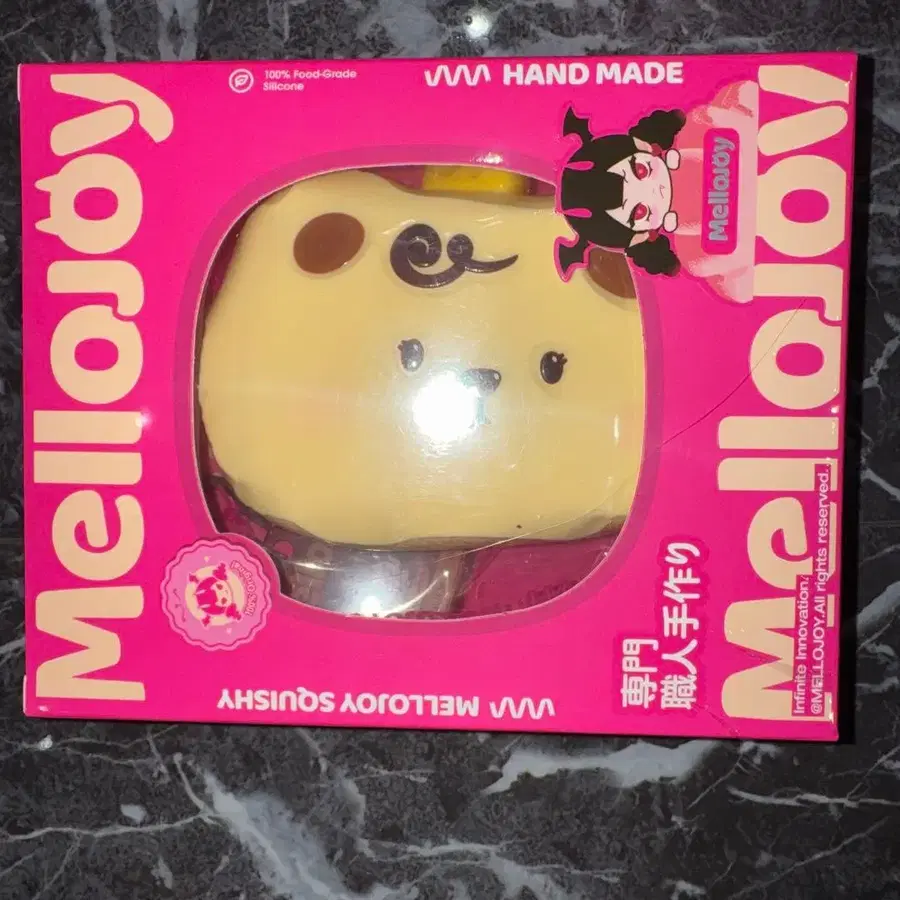 100% Food-Grade
Silicone
HAND MADE
MelloJoy
MelloJoy
MelloJoy
専門
職人手作り
MELLOJOY SQUISHY
Infinite Innovation.
@MELLOJOY.All rights reserved.